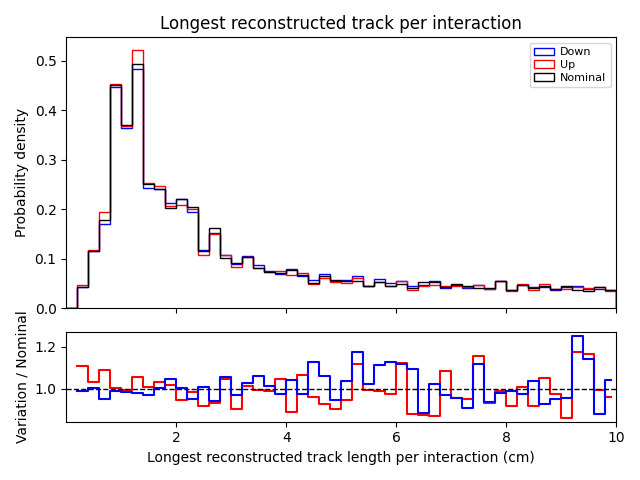 Longest reconstructed track per interaction
Probability density
0.5
0.4
0.3
0.2
0.1
0.0
Down
Up
Nominal
Variation / Nominal
1.2
1.0
2
4
6
8
10
Longest reconstructed track length per interaction (cm)